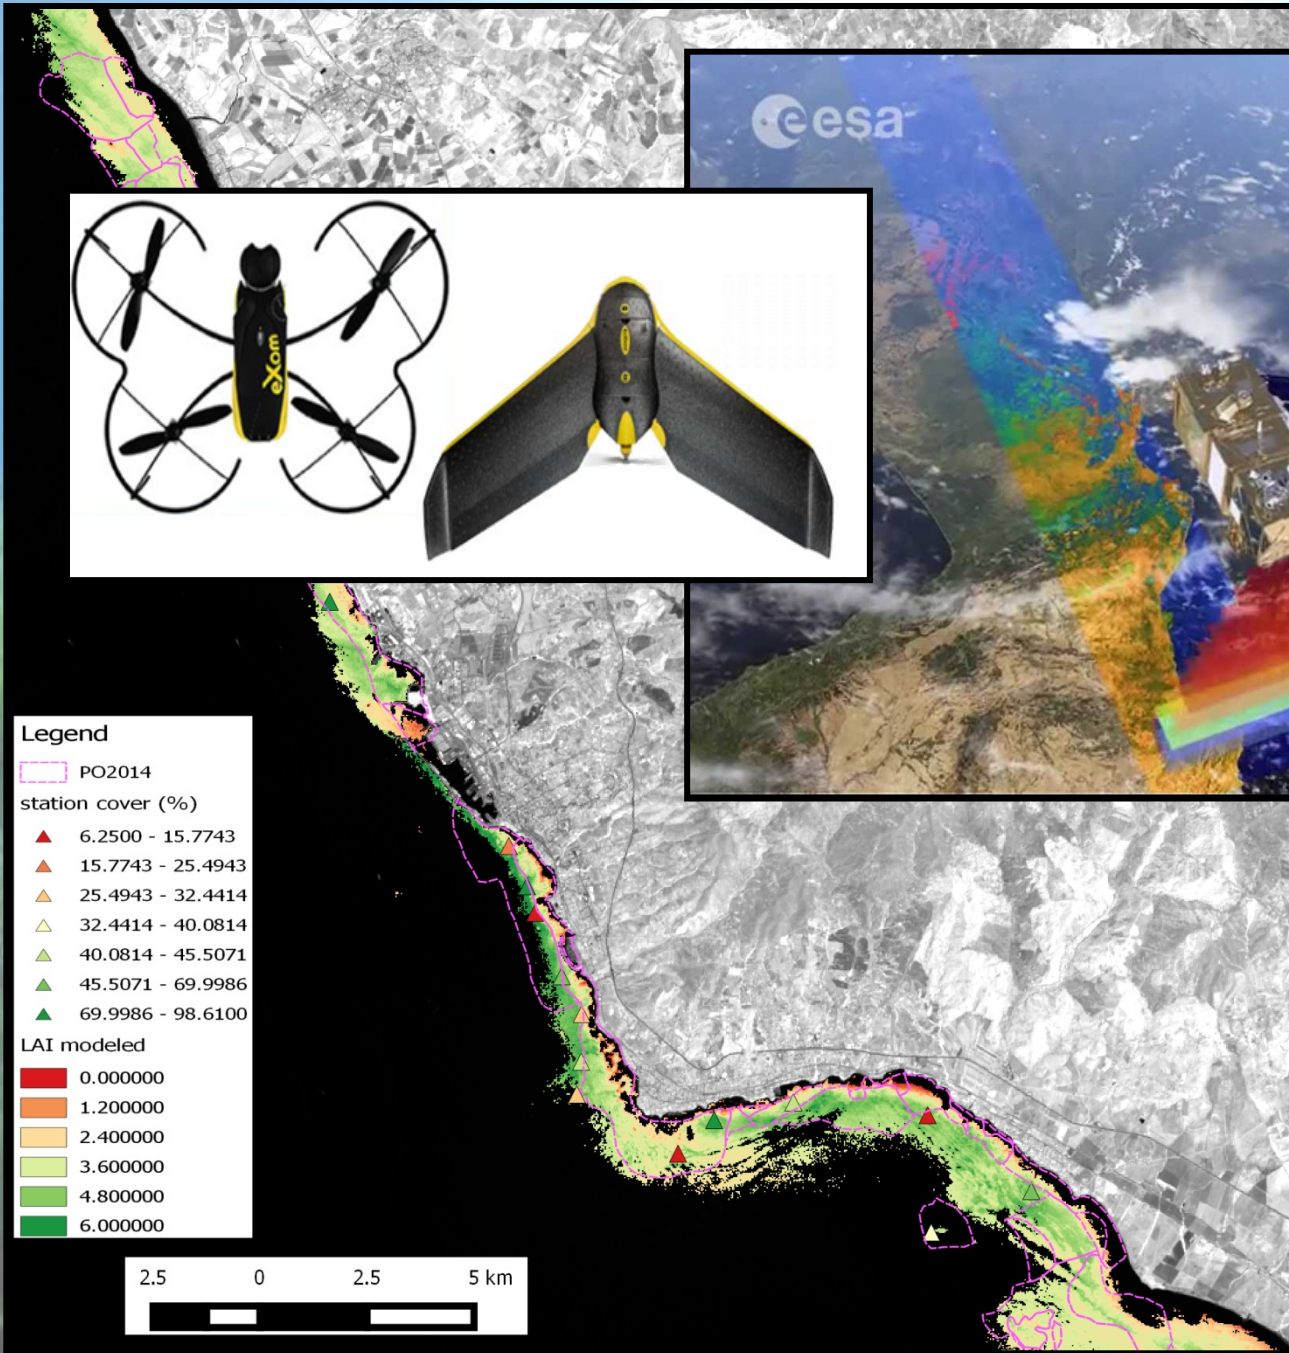 esa
eXom
Legend
PO2014
station cover (%)
6.2500 - 15.7743
15.7743 - 25.4943
25.4943 - 32.4414
32.4414 - 40.0814
40.0814 - 45.5071
45.5071 - 69.9986
69.9986 - 98.6100
LAI modeled
0.000000
1.200000
2.400000
3.600000
4.800000
6.000000
2.5 0 2.5 5 km